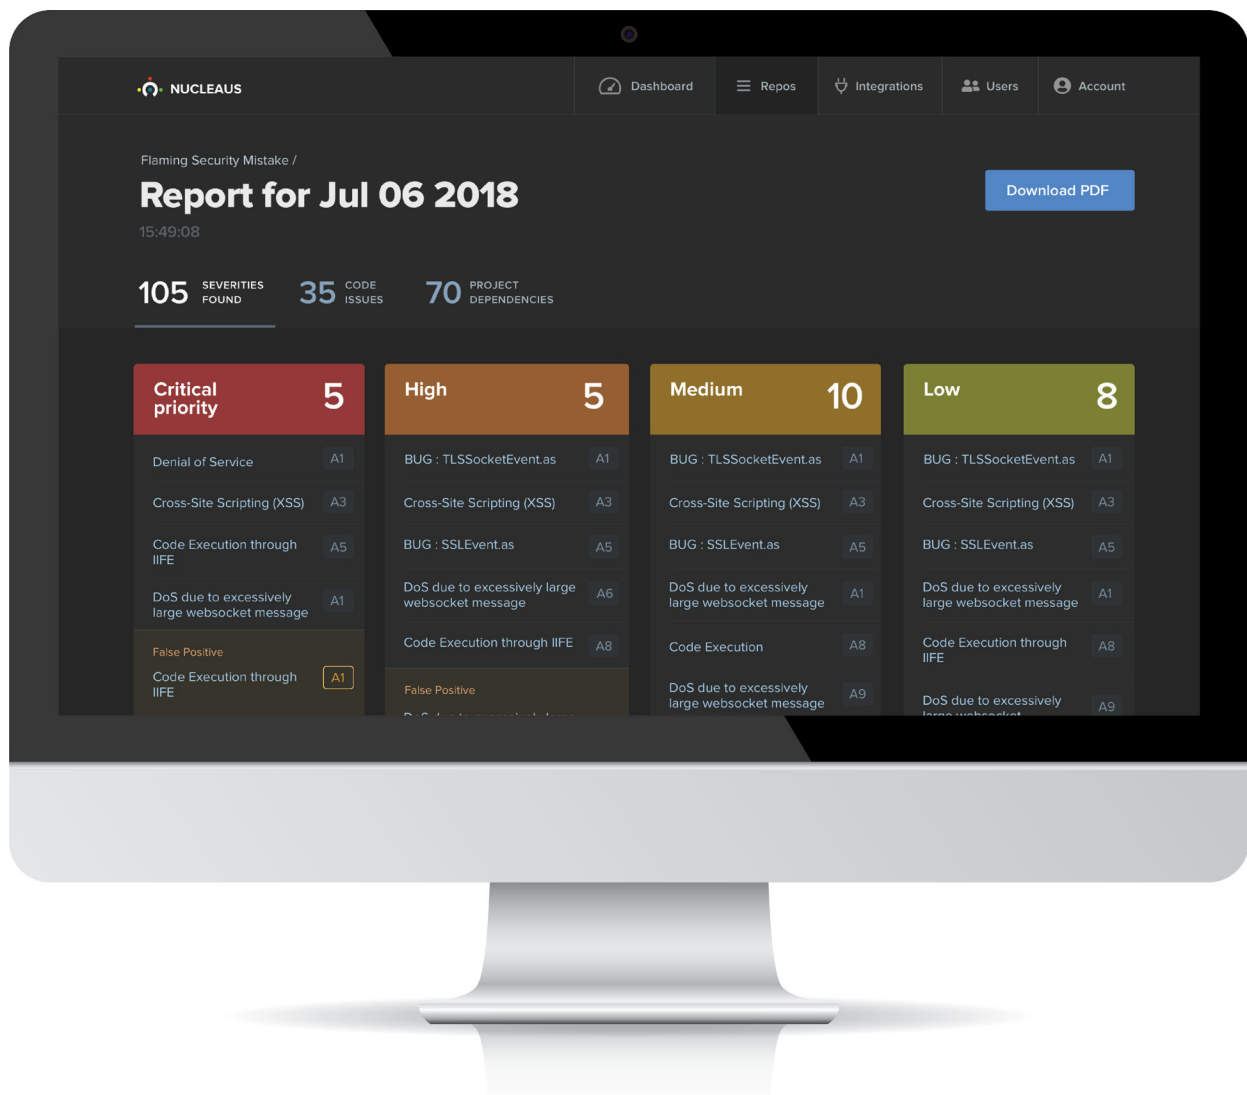 NUCLEAUS
Dashboard
Repos
Integrations
Users
Account
Flaming Security Mistake /
Report for Jul 06 2018
Download PDF
15:49:08
105 SEVERITIES
FOUND
35 CODE
ISSUES
70 PROJECT
DEPENDENCIES
Critical
priority
5
Denial of Service A1
Cross-Site Scripting (XSS) A3
Code Execution through
IIFE
A5
DoS due to excessively
large websocket message
A1
False Positive
Code Execution through
IIFE
A1
High 5
BUG : TLSSocketEvent.as A1
Cross-Site Scripting (XSS) A3
BUG : SSLEvent.as A5
DoS due to excessively large
websocket message
A6
Code Execution through IIFE A8
False Positive
Medium 10
BUG : TLSSocketEvent.as A1
Cross-Site Scripting (XSS) A3
BUG : SSLEvent.as A5
DoS due to excessively
large websocket message
A1
Code Execution A8
DoS due to excessively
large websocket message
A9
Low 8
BUG : TLSSocketEvent.as A1
Cross-Site Scripting (XSS) A3
BUG : SSLEvent.as A5
DoS due to excessively
large websocket message
A1
Code Execution through
IIFE
A8
DoS due to excessively
large websocket
A9